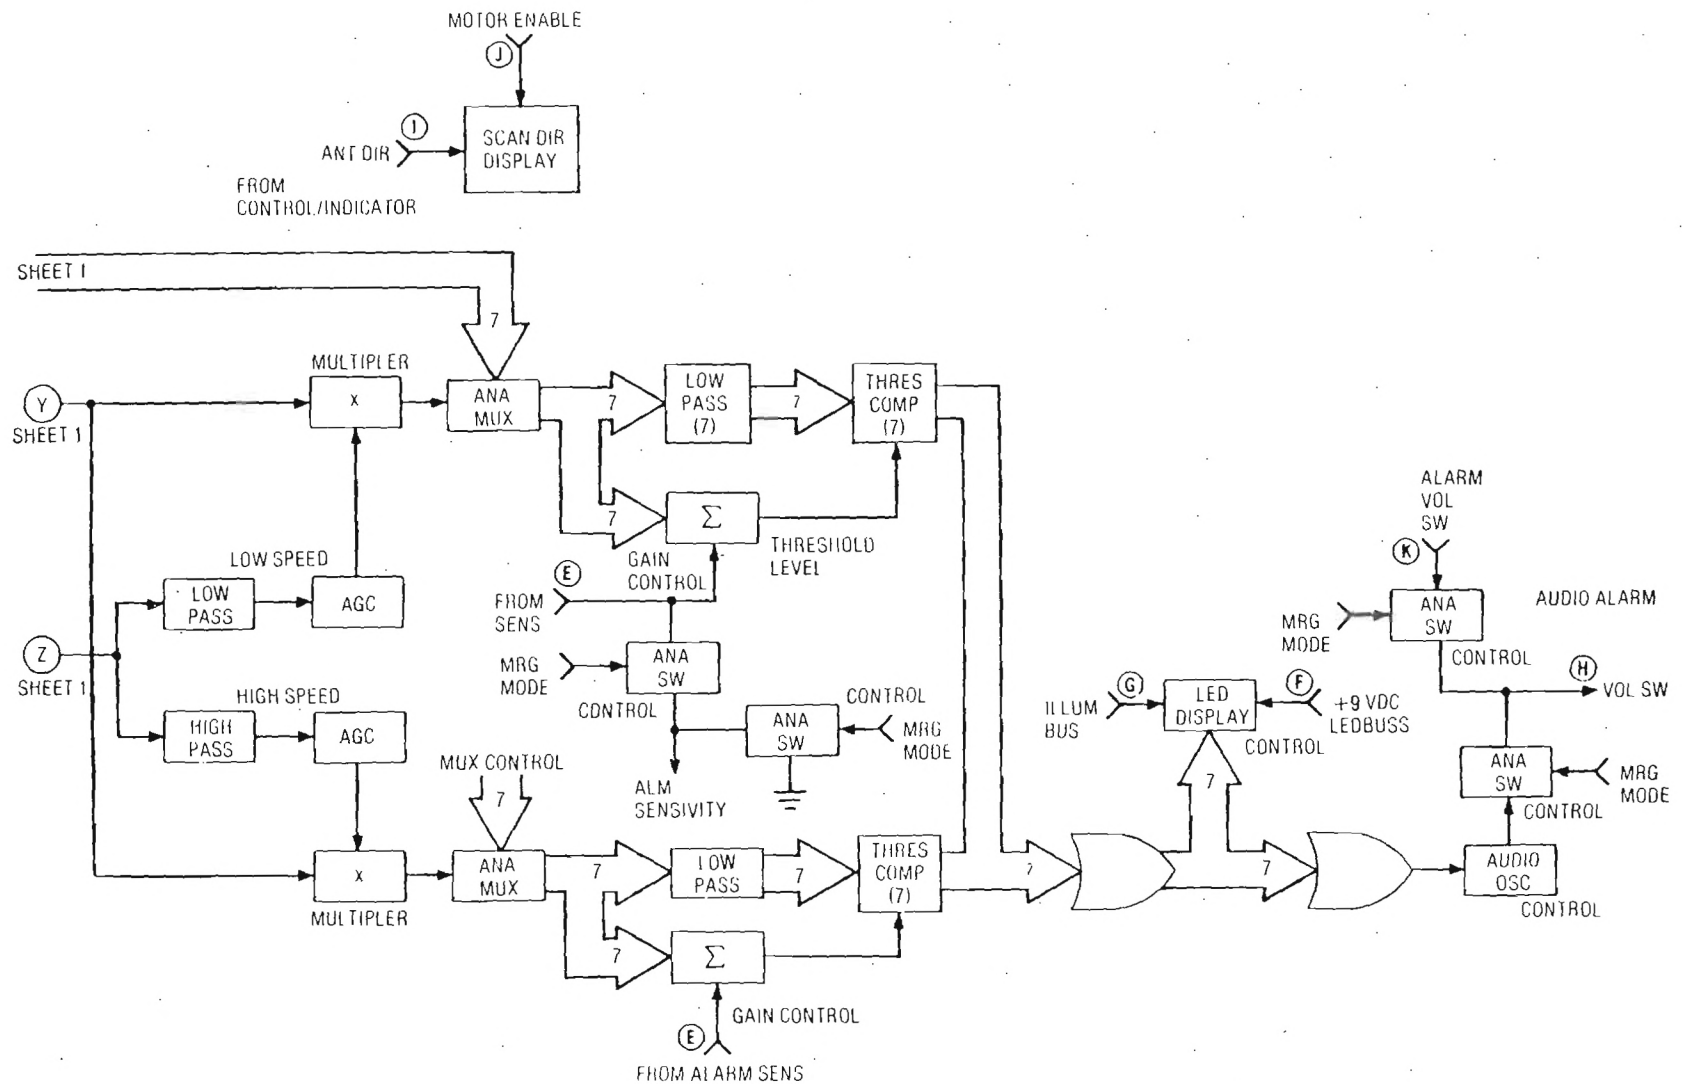 MOTOR ENABLE
J
SCAN DIR
DISPLAY
I
ANT DIR
FROM
CONTROL/INDICATOR
SHEET 1
7
MULTIPLER
X
ANA
MUX
7
LOW
PASS
(7)
7
THRES
COMP
(7)
Y
SHEET 1
7
Σ
THRESHOLD
LEVEL
GAIN
CONTROL
LOW SPEED
LOW
PASS
AGC
E
FROM
SENS
Z
SHEET 1
MRG
MODE
ANA
SW
CONTROL
HIGH SPEED
HIGH
PASS
AGC
ANA
SW
CONTROL
MRG
MODE
ALM
SENSIVITY
MUX CONTROL
7
X
MULTIPLER
ANA
MUX
7
LOW
PASS
7
THRES
COMP
(7)
7
Σ
GAIN CONTROL
E
FROM ALARM SENS
7
ILLUM
BUS
G
LED
DISPLAY
F
+9 VDC
LEDBUSS
CONTROL
7
7
ALARM
VOL
SW
K
MRG
MODE
ANA
SW
AUDIO ALARM
CONTROL
H
VOL SW
ANA
SW
MRG
MODE
CONTROL
AUDIO
OSC
CONTROL